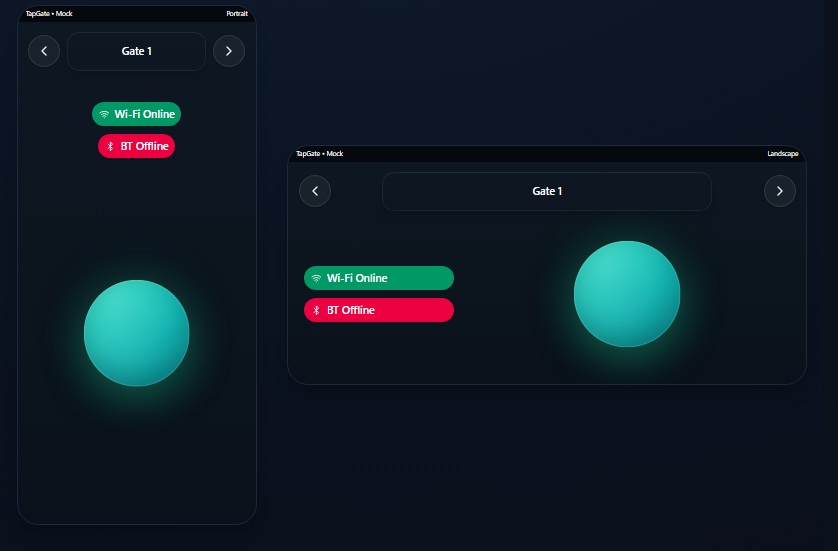 TapGate • Mock Portrait
Gate 1
Wi-Fi Online
BT Offline
TapGate • Mock Landscape
Gate 1
Wi-Fi Online
BT Offline